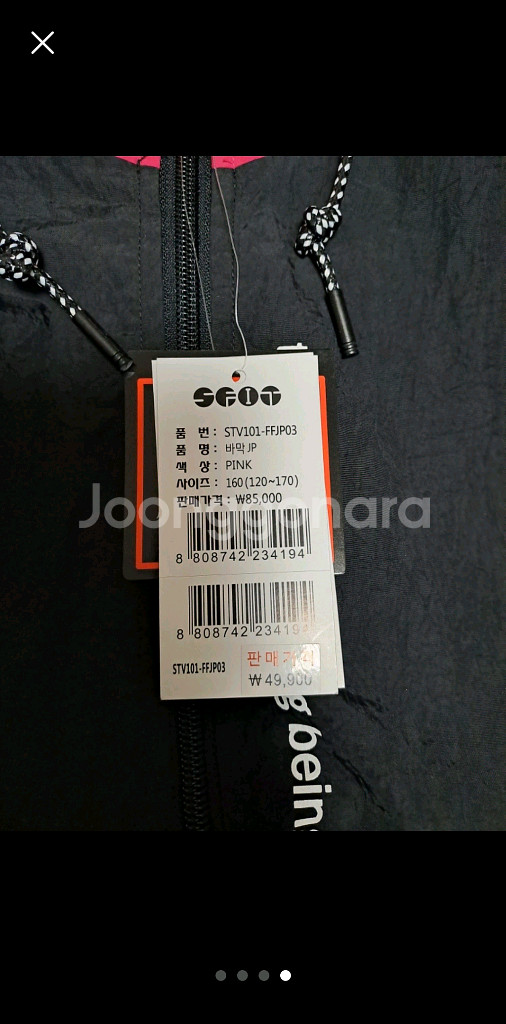 SFIT
품 번 : STV101-FFJP03
품 명 : 바막JP
색 상 : PINK
사이즈 : 160(120~170)
판매가격 : ₩85,000
Joonggonara
8 808742 234194
8 808742 234194
STV101-FFJP03
판매가격
₩ 49,900
being